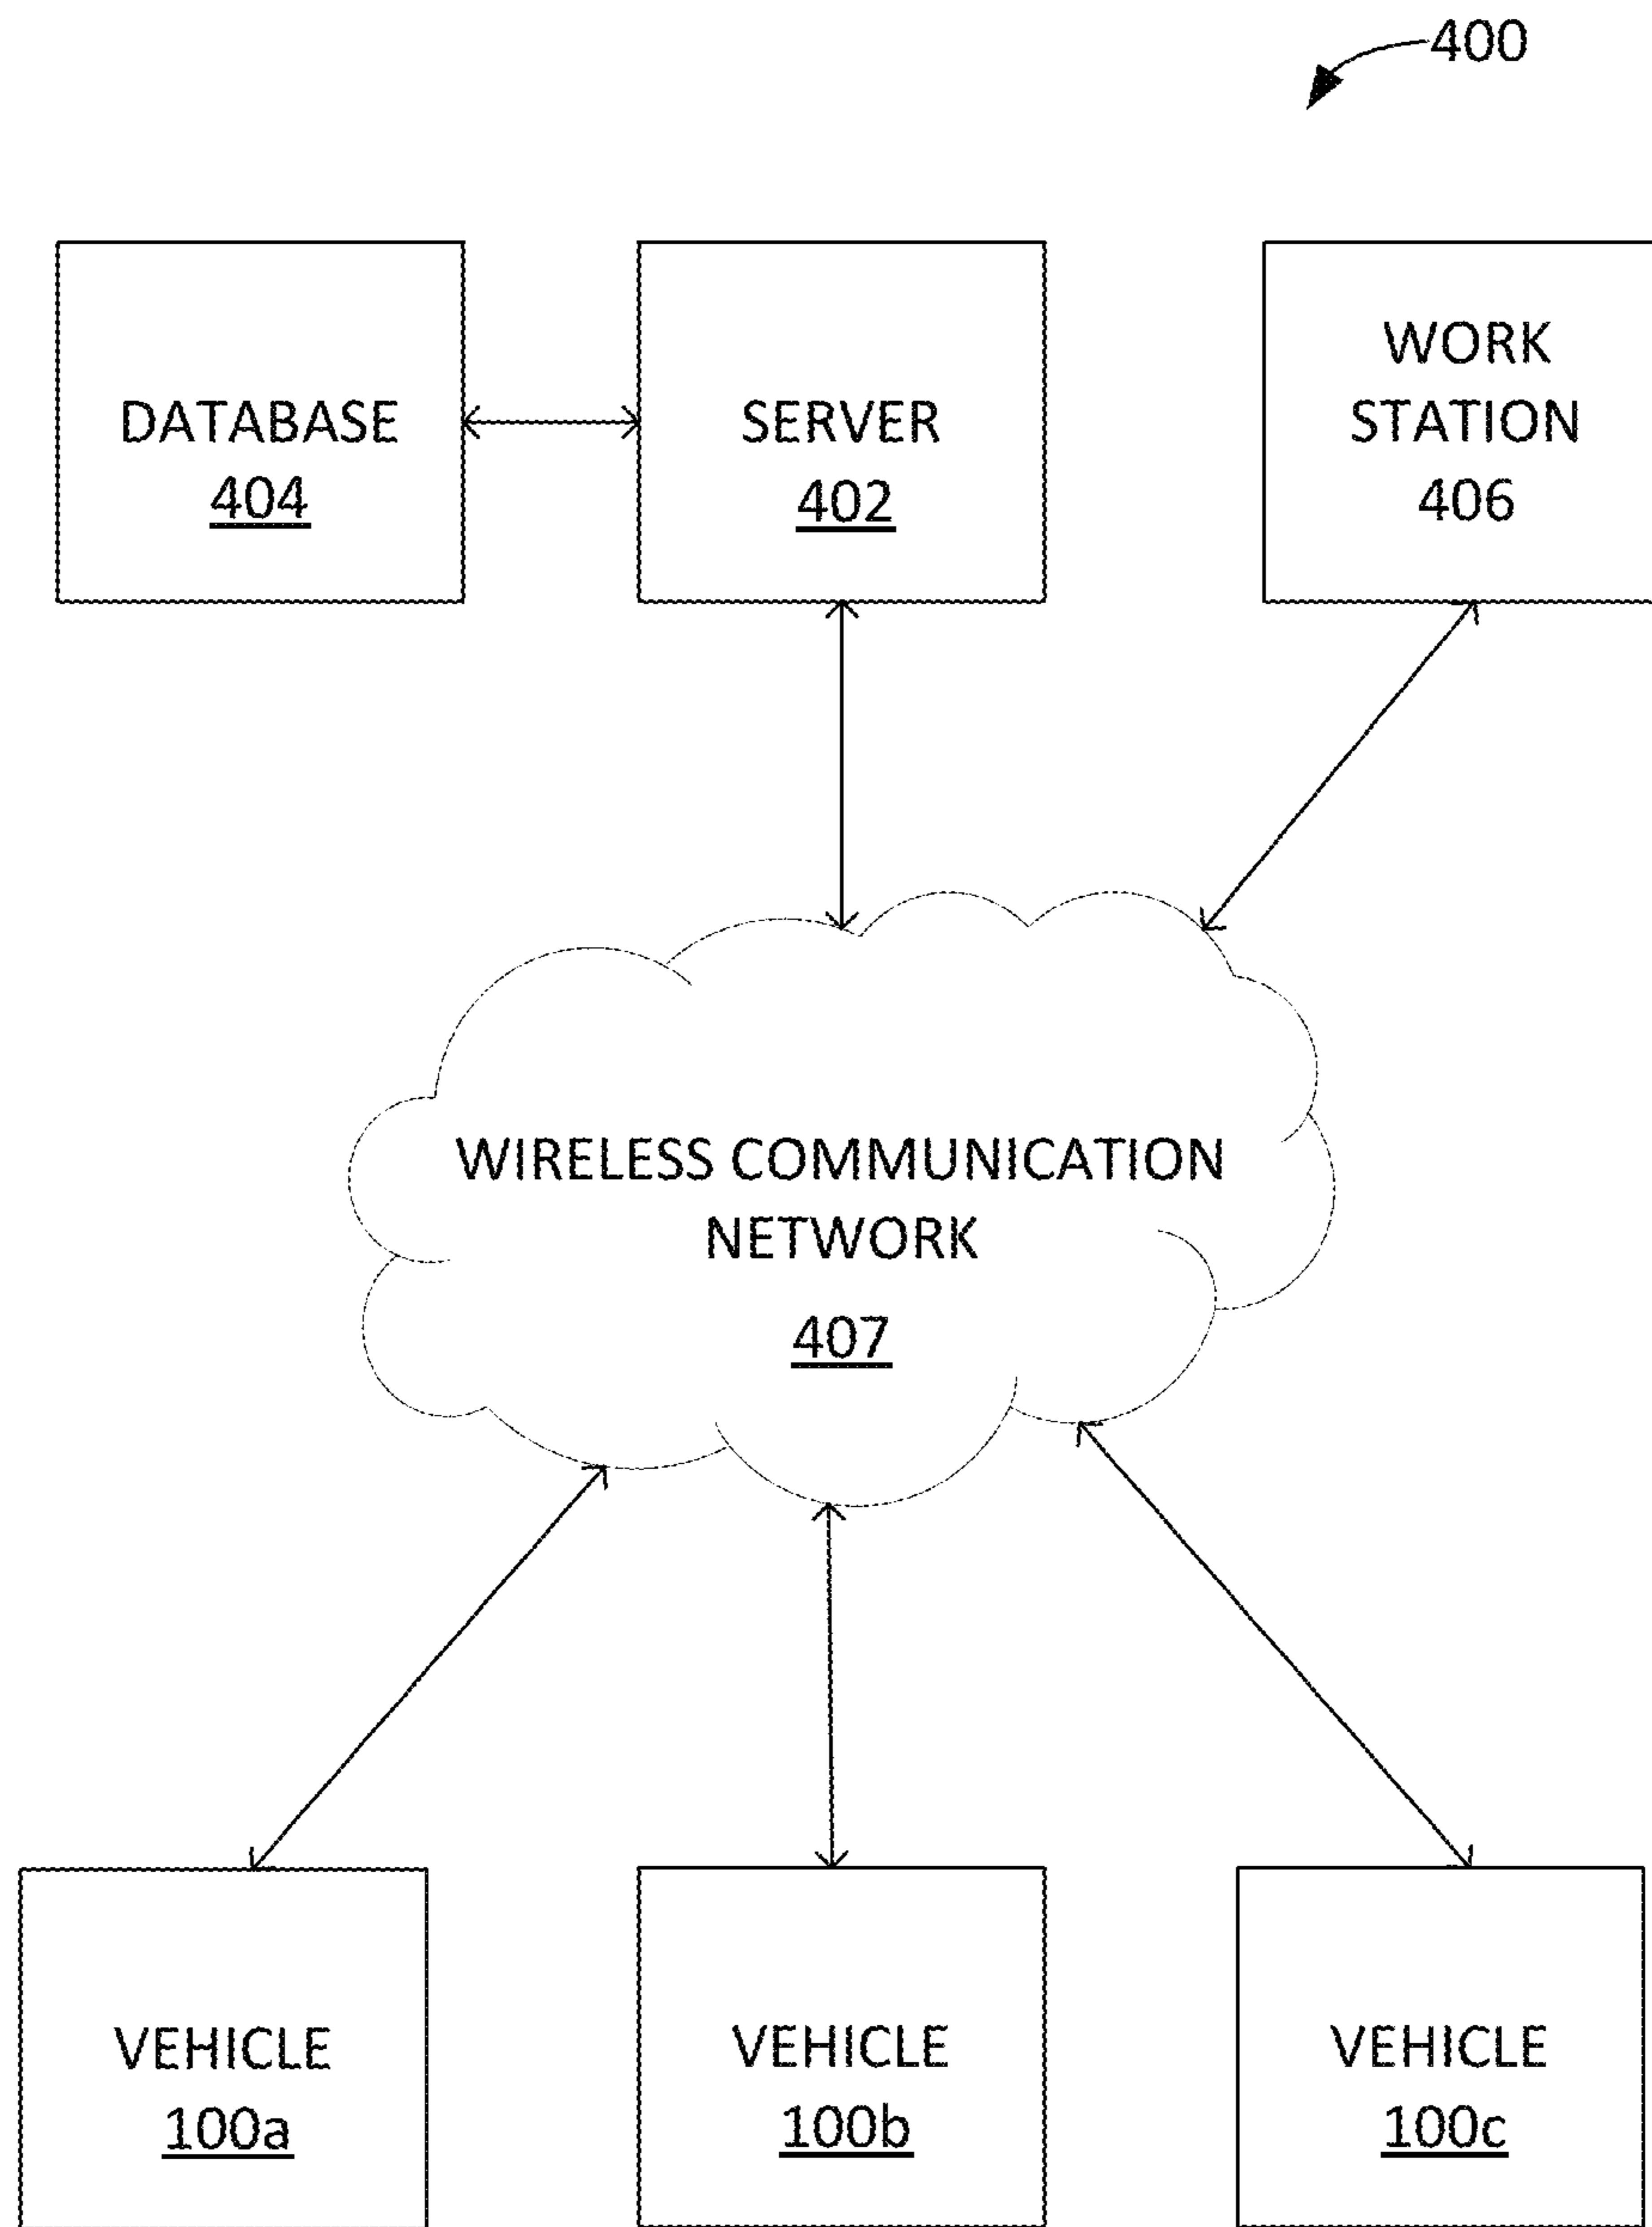 400
DATABASE
404
SERVER
402
WORK
STATION
406
WIRELESS COMMUNICATION
NETWORK
407
VEHICLE
100a
VEHICLE
100b
VEHICLE
100c